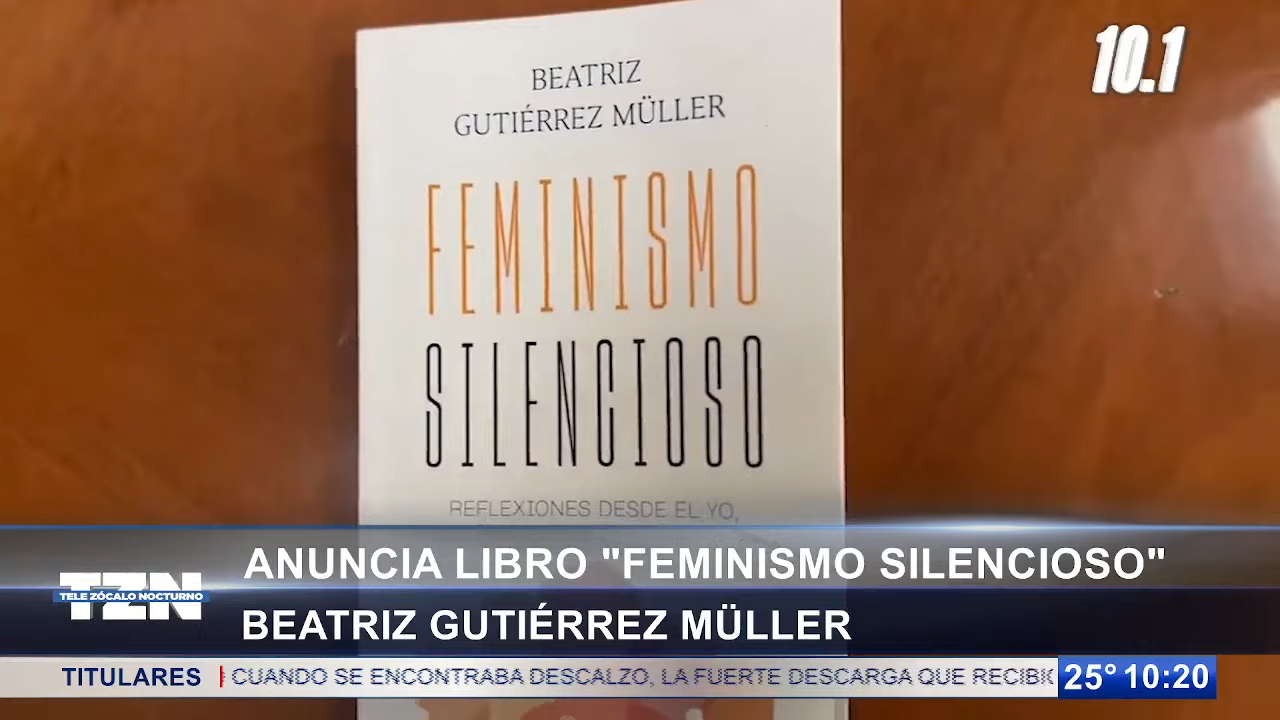 10.1
BEATRIZ
GUTIÉRREZ MÜLLER
FEMINISMO
SILENCIOSO
REFLEXIONES DESDE EL YO,
ANUNCIA LIBRO "FEMINISMO SILENCIOSO"
BEATRIZ GUTIÉRREZ MÜLLER
TZN
TELE ZÓCALO NOCTURNO
TITULARES
CUANDO SE ENCONTRABA DESCALZO, LA FUERTE DESCARGA QUE RECIBI
25° 10:20